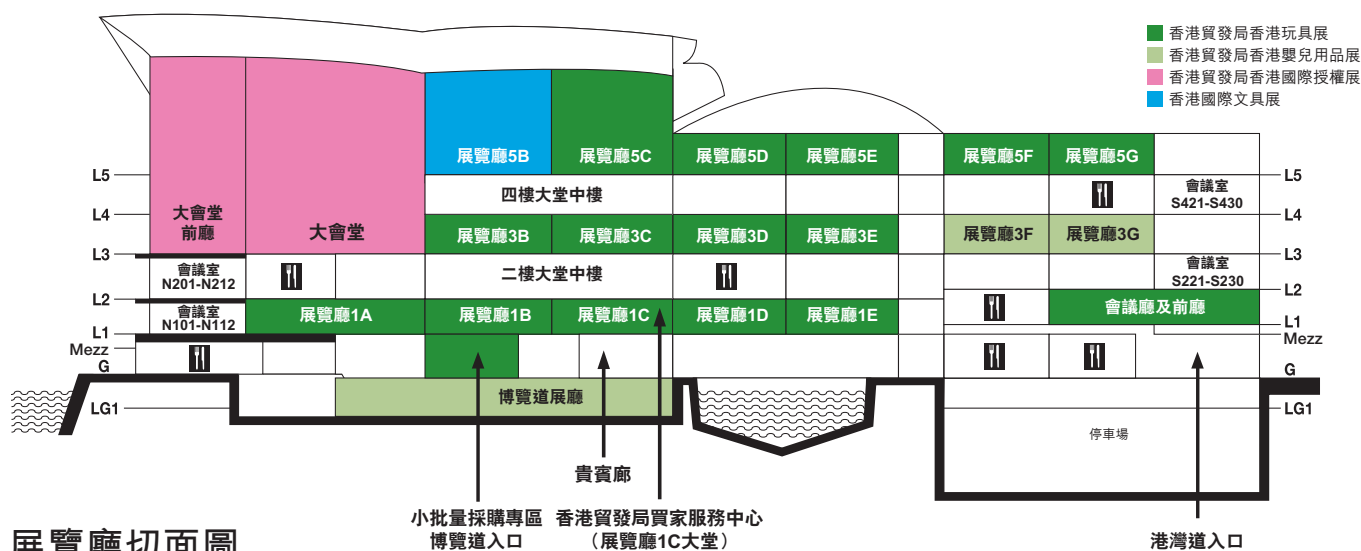 香港貿發局香港玩具展
香港貿發局香港嬰兒用品展
香港貿發局香港國際授權展
香港國際文具展
展覽廳5B
展覽廳5C
展覽廳5D
展覽廳5E
展覽廳5F
展覽廳5G
L5
L5
四樓大堂中樓
會議室
S421-S430
L4
L4
大會堂
前廳
大會堂
展覽廳3B
展覽廳3C
展覽廳3D
展覽廳3E
展覽廳3F
展覽廳3G
L3
L3
會議室
N201-N212
二樓大堂中樓
會議室
S221-S230
L2
L2
會議室
N101-N112
展覽廳1A
展覽廳1B
展覽廳1C
展覽廳1D
展覽廳1E
會議廳及前廳
L1
L1
Mezz
Mezz
G
G
博覽道展廳
LG1
LG1
停車場
貴賓廊
小批量採購專區
博覽道入口
香港貿發局買家服務中心
（展覽廳1C大堂）
港灣道入口
展覽廳切面圖